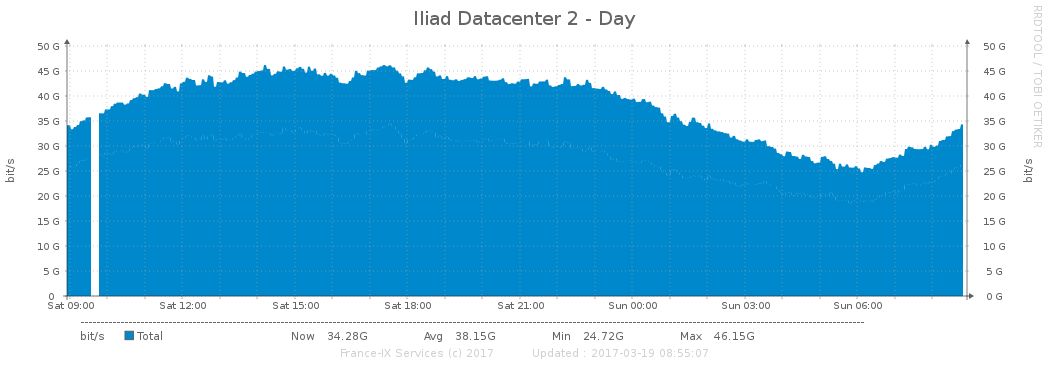 Iliad Datacenter 2 - Day
RRDTOOL / TOBI OETIKER
50 G 50 G
45 G 45 G
40 G 40 G
35 G 35 G
30 G 30 G
25 G 25 G
20 G 20 G
15 G 15 G
10 G 10 G
5 G 5 G
0 0 G
bit/s bit/s
Sat 09:00 Sat 12:00 Sat 15:00 Sat 18:00 Sat 21:00 Sun 00:00 Sun 03:00 Sun 06:00
bit/s Total Now 34.28G Avg 38.15G Min 24.72G Max 46.15G
France-IX Services (c) 2017 Updated : 2017-03-19 08:55:07